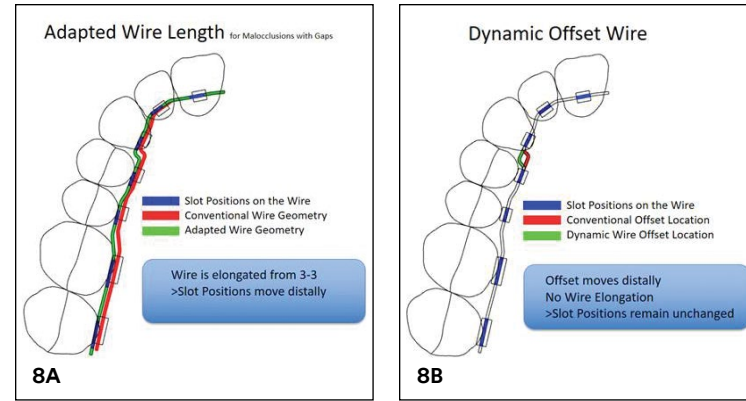 Adapted Wire Length for Malocclusions with Gaps
Slot Positions on the Wire
Conventional Wire Geometry
Adapted Wire Geometry
Wire is elongated from 3-3
>Slot Positions move distally
8A
Dynamic Offset Wire
Slot Positions on the Wire
Conventional Offset Location
Dynamic Wire Offset Location
Offset moves distally
No Wire Elongation
>Slot Positions remain unchanged
8B